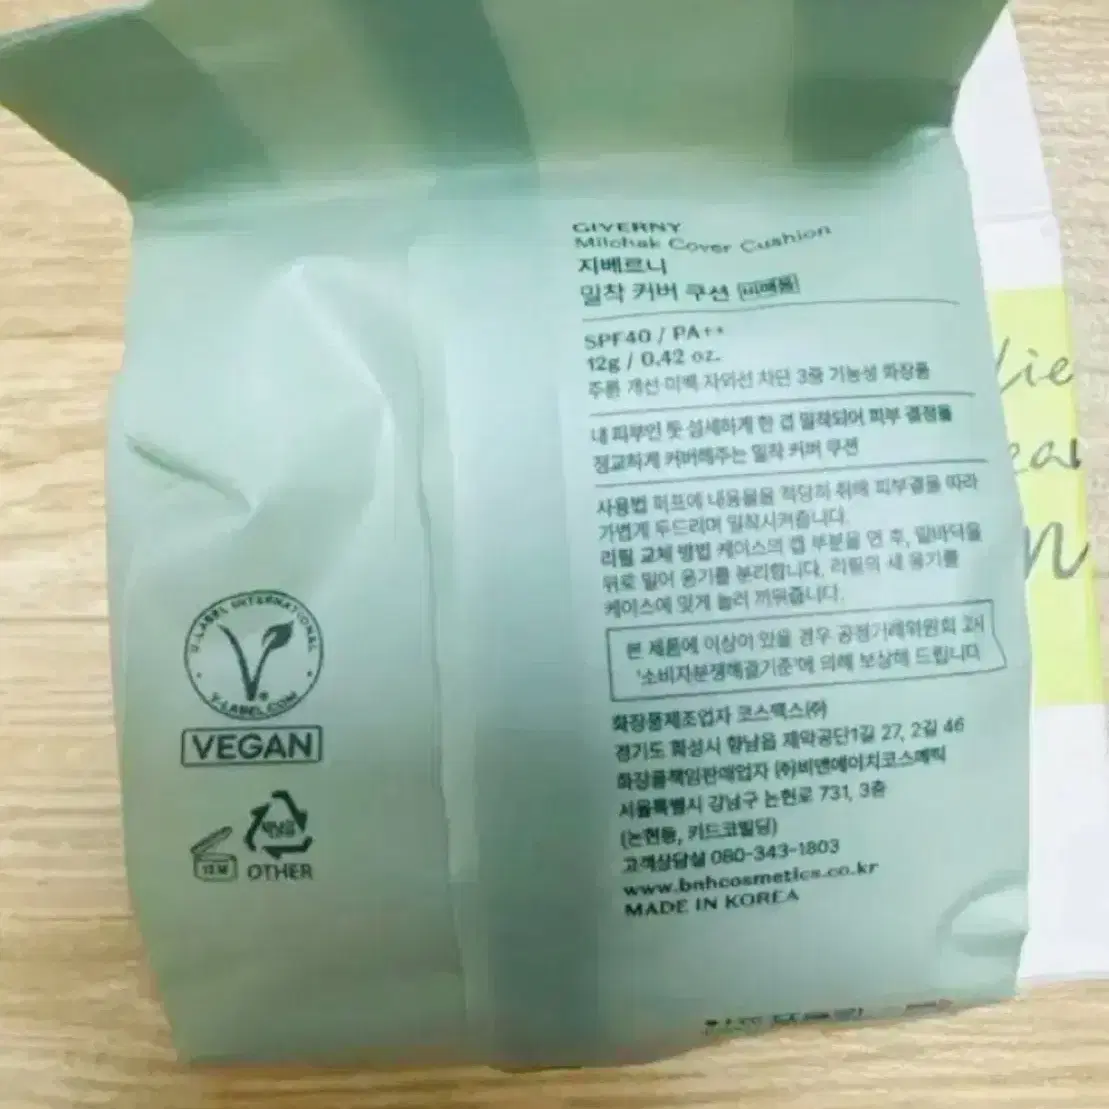 GIVERNY
Milchak Cover Cushion
지베르니
밀착 커버 쿠션 비매품
SPF40 / PA++
12g / 0.42 oz.
주름 개선·미백·자외선 차단 3중 기능성 화장품
내 피부인 듯 섬세하게 한 겹 밀착되어 피부 결점을
정교하게 커버해주는 밀착 커버 쿠션
사용법 퍼프에 내용물을 적당히 취해 피부결을 따라
가볍게 두드리며 밀착시켜줍니다.
리필 교체 방법 케이스의 캡 부분을 연 후, 밑바닥을
위로 밀어 용기를 분리합니다. 리필의 새 용기를
케이스에 맞게 눌러 끼워줍니다.
본 제품에 이상이 있을 경우 공정거래위원회 고시
'소비자분쟁해결기준'에 의해 보상해 드립니다
화장품제조업자 코스맥스㈜
경기도 화성시 향남읍 제약공단1길 27, 2길 46
화장품책임판매업자 ㈜비앤에이치코스메틱
서울특별시 강남구 논현로 731, 3층
(논현동, 키드코빌딩)
고객상담실 080-343-1803
www.bnhcosmetics.co.kr
MADE IN KOREA
V-LABEL INTERNATIONAL
V-LABEL.COM
VEGAN
12 M
OTHER